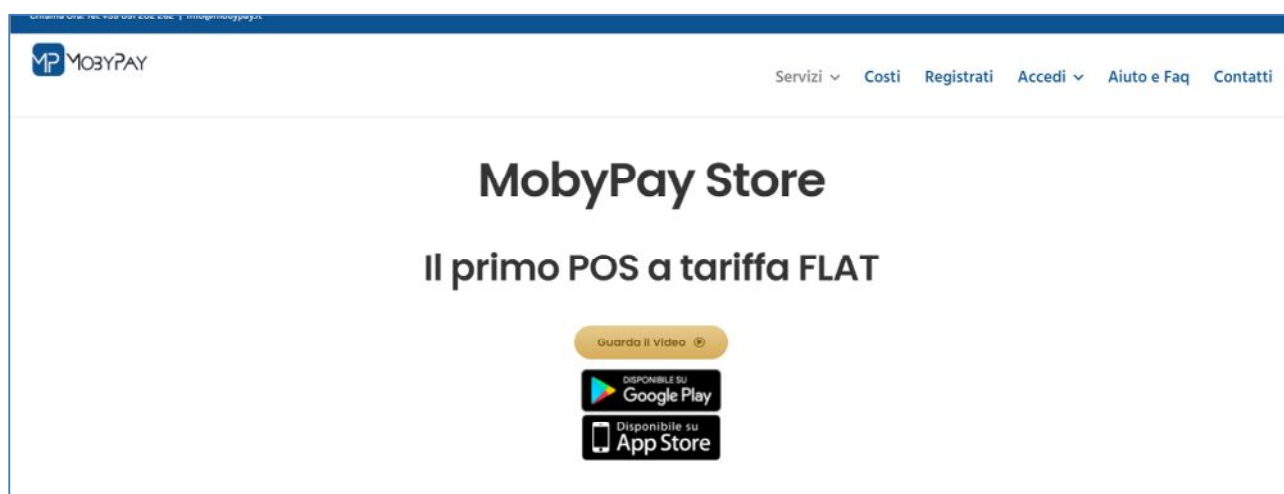 MP MOBYPAY
Servizi Costi Registrati Accedi Aiuto e Faq Contatti
MobyPay Store
Il primo POS a tariffa FLAT
Guarda il Video
DISPONIBILE SU
Google Play
Disponibile su
App Store